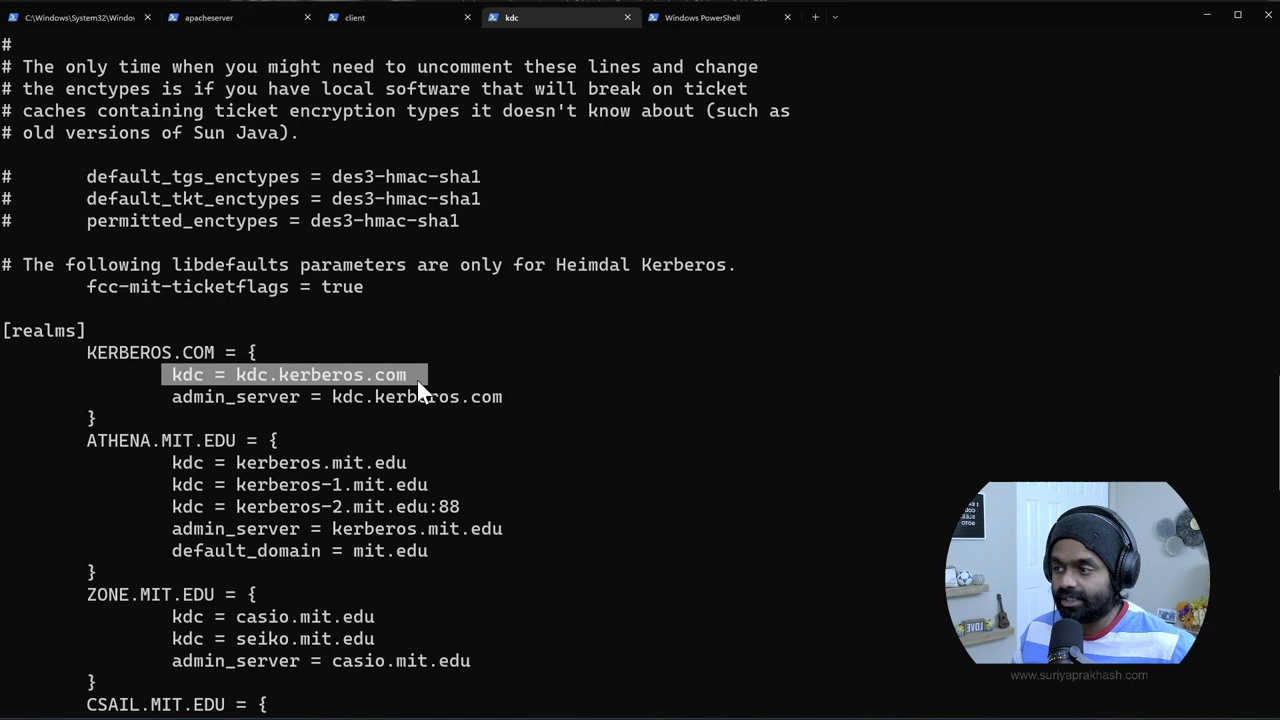 C:\Windows\System32\Window
apacheserver
client
kdc
Windows PowerShell
#
# The only time when you might need to uncomment these lines and change
# the enctypes is if you have local software that will break on ticket
# caches containing ticket encryption types it doesn't know about (such as
# old versions of Sun Java).
# default_tgs_enctypes = des3-hmac-sha1
# default_tkt_enctypes = des3-hmac-sha1
# permitted_enctypes = des3-hmac-sha1
# The following libdefaults parameters are only for Heimdal Kerberos.
fcc-mit-ticketflags = true
[realms]
KERBEROS.COM = {
kdc = kdc.kerberos.com
admin_server = kdc.kerberos.com
}
ATHENA.MIT.EDU = {
kdc = kerberos.mit.edu
kdc = kerberos-1.mit.edu
kdc = kerberos-2.mit.edu:88
admin_server = kerberos.mit.edu
default_domain = mit.edu
}
ZONE.MIT.EDU = {
kdc = casio.mit.edu
kdc = seiko.mit.edu
admin_server = casio.mit.edu
}
CSAIL.MIT.EDU = {
LOVE
www.suriyaprakhash.com